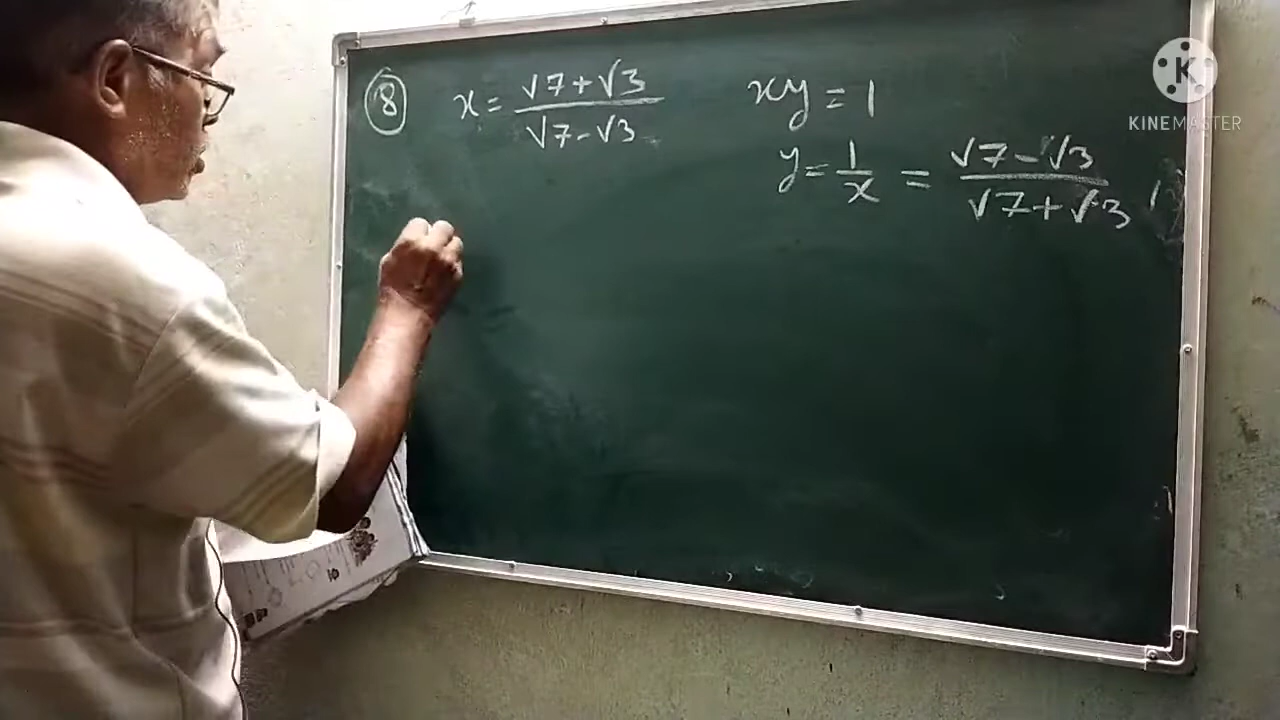 ⑧ x = (√7 + √3)/(√7 - √3)
xy = 1
y = 1/x = (√7 - √3)/(√7 + √3)
K
KINEMASTER